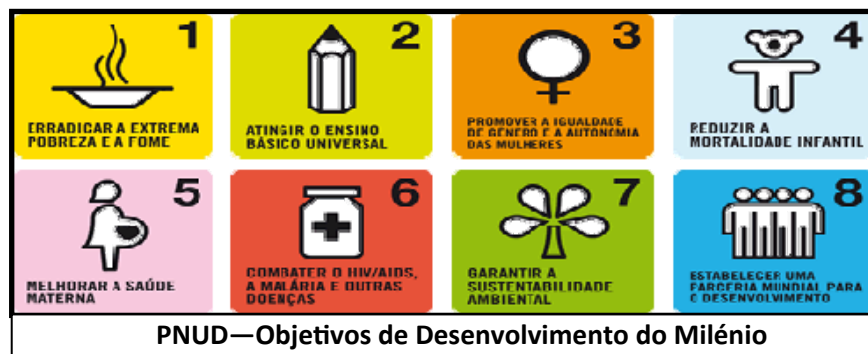 1
ERRADICAR A EXTREMA
POBREZA E A FOME
2
ATINGIR O ENSINO
BÁSICO UNIVERSAL
3
PROMOVER A IGUALDADE
DE GÉNERO E A AUTONOMIA
DAS MULHERES
4
REDUZIR A
MORTALIDADE INFANTIL
5
MELHORAR A SAÚDE
MATERNA
6
COMBATER O HIV/AIDS,
A MALÁRIA E OUTRAS
DOENÇAS
7
GARANTIR A
SUSTENTABILIDADE
AMBIENTAL
8
ESTABELECER UMA
PARCERIA MUNDIAL PARA
O DESENVOLVIMENTO
PNUD—Objetivos de Desenvolvimento do Milénio